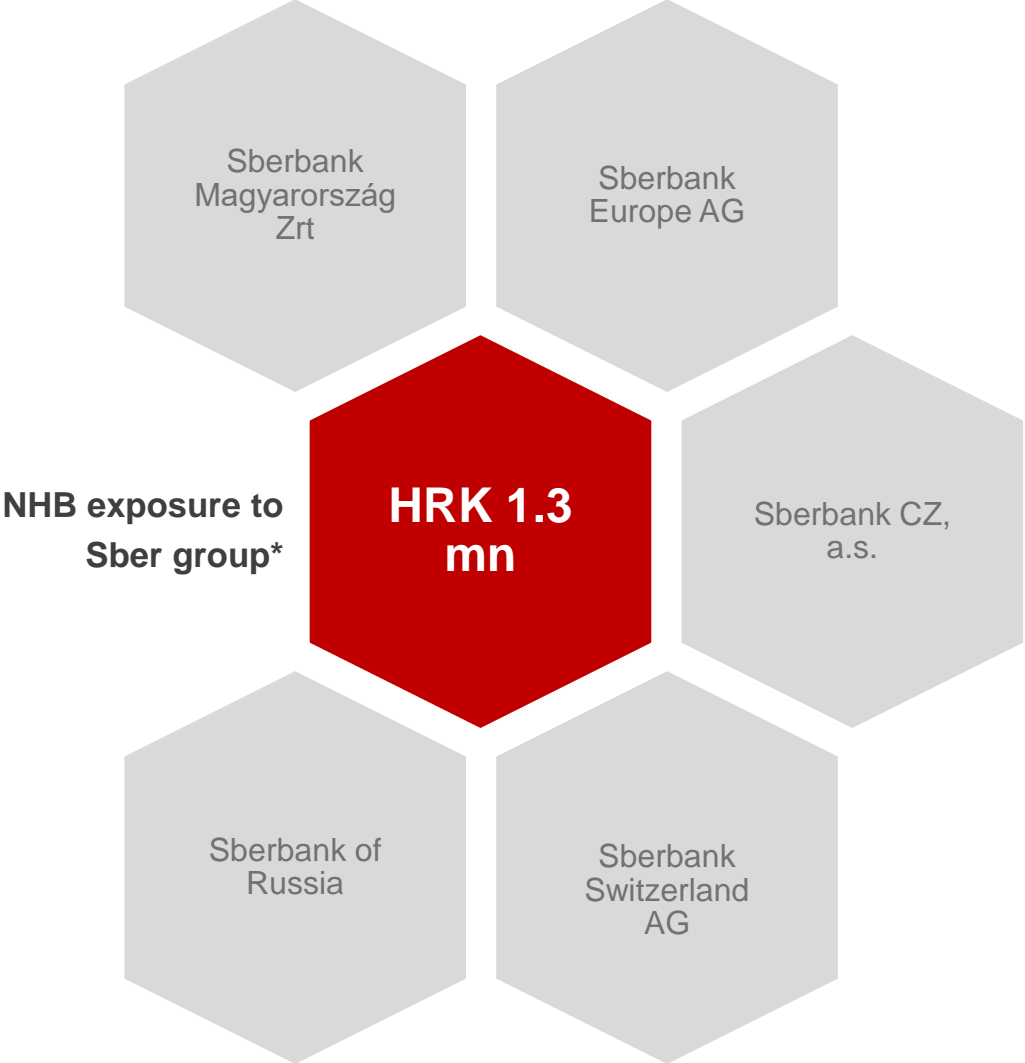 Sberbank
Magyarország
Zrt
Sberbank
Europe AG
NHB exposure to
Sber group*
HRK 1.3
mn
Sberbank CZ,
a.s.
Sberbank of
Russia
Sberbank
Switzerland
AG